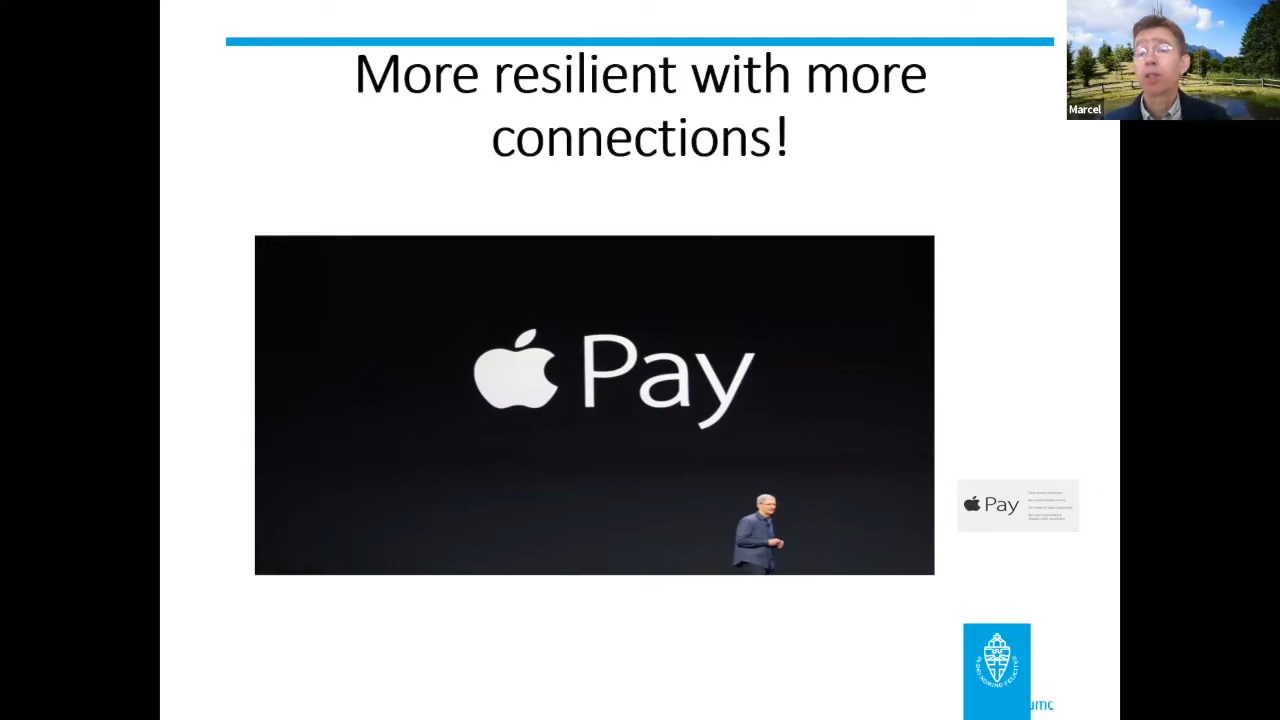 More resilient with more
connections!
Marcel
Pay
Pay
umc